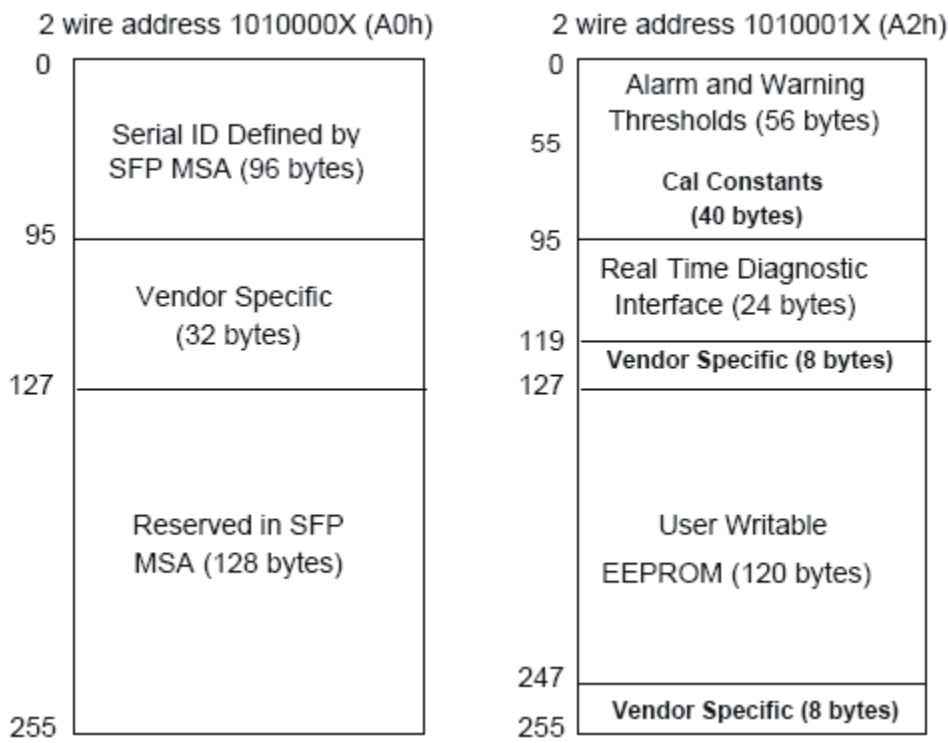 2 wire address 1010000X (A0h)
0
Serial ID Defined by
SFP MSA (96 bytes)
95
Vendor Specific
(32 bytes)
127
Reserved in SFP
MSA (128 bytes)
255
2 wire address 1010001X (A2h)
0
Alarm and Warning
Thresholds (56 bytes)
55
Cal Constants
(40 bytes)
95
Real Time Diagnostic
Interface (24 bytes)
119
Vendor Specific (8 bytes)
127
User Writable
EEPROM (120 bytes)
247
Vendor Specific (8 bytes)
255